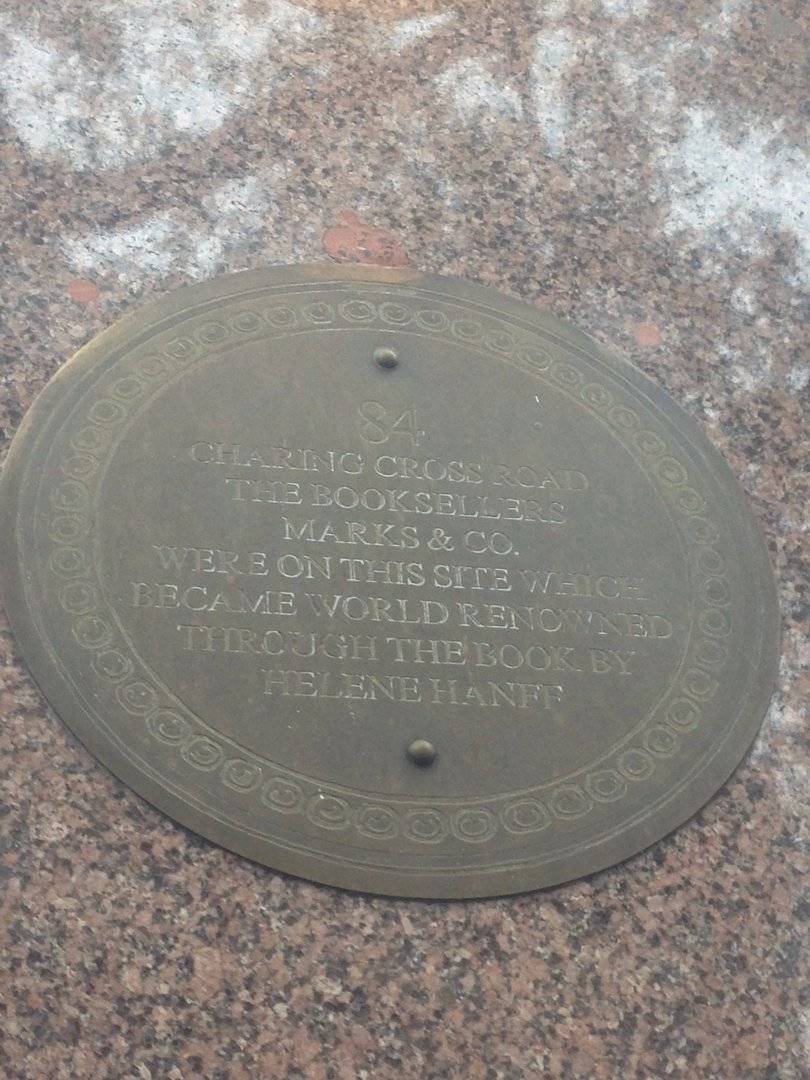 84
CHARING CROSS ROAD
THE BOOKSELLERS
MARKS & CO.
WERE ON THIS SITE WHICH
BECAME WORLD RENOWNED
THROUGH THE BOOK BY
HELENE HANFF